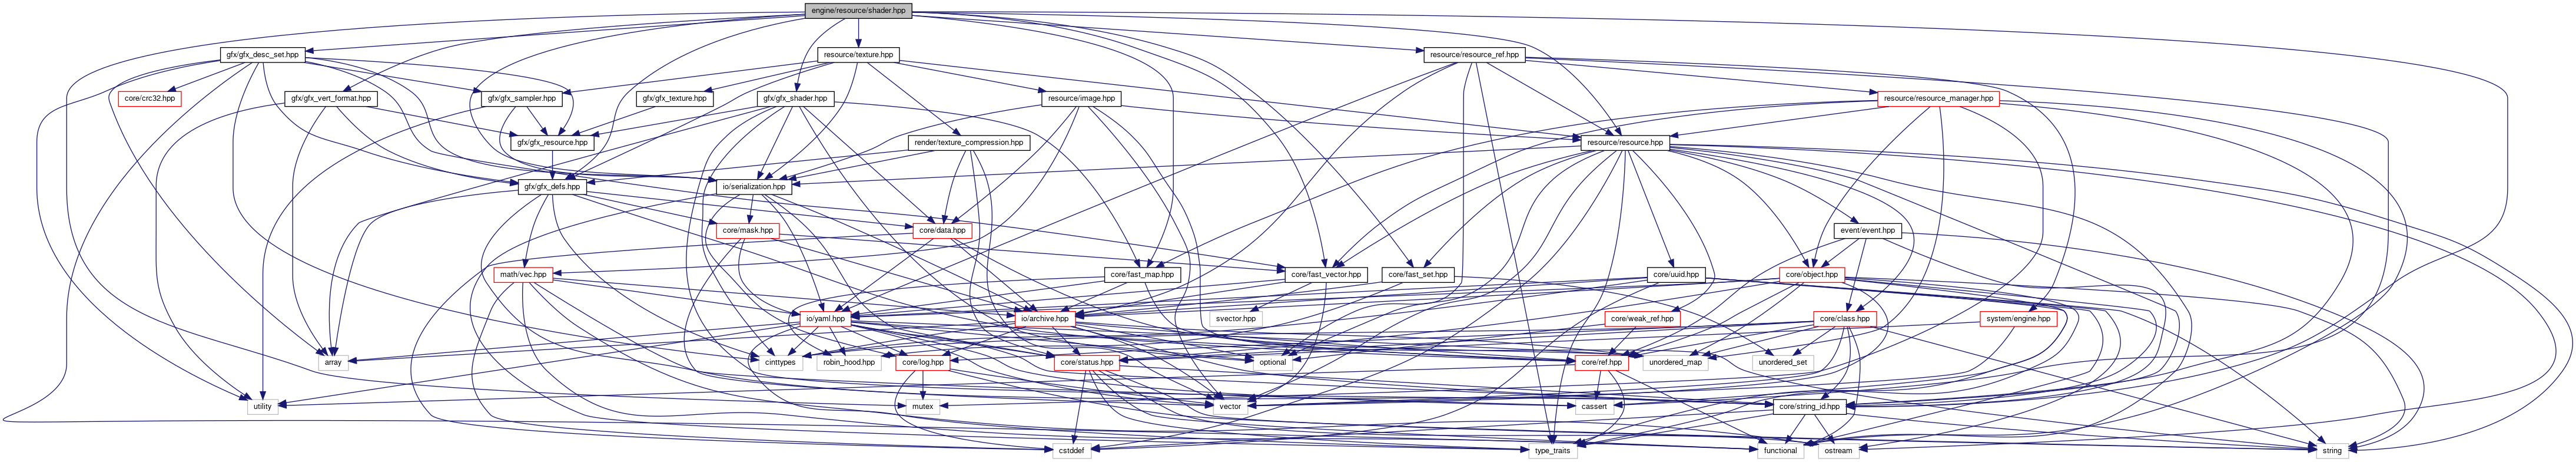 engine/resource/shader.hpp
gfx/gfx_desc_set.hpp
resource/texture.hpp
resource/resource_ref.hpp
core/crc32.hpp
gfx/gfx_vert_format.hpp
gfx/gfx_sampler.hpp
gfx/gfx_texture.hpp
gfx/gfx_shader.hpp
resource/image.hpp
resource/resource_manager.hpp
gfx/gfx_resource.hpp
render/texture_compression.hpp
resource/resource.hpp
gfx/gfx_defs.hpp
io/serialization.hpp
core/mask.hpp
core/data.hpp
event/event.hpp
math/vec.hpp
core/fast_map.hpp
core/fast_vector.hpp
core/fast_set.hpp
core/uuid.hpp
core/object.hpp
io/yaml.hpp
io/archive.hpp
svector.hpp
core/weak_ref.hpp
core/class.hpp
system/engine.hpp
array
cinttypes
robin_hood.hpp
core/log.hpp
core/status.hpp
optional
core/ref.hpp
unordered_map
unordered_set
utility
mutex
vector
cassert
core/string_id.hpp
cstddef
type_traits
functional
ostream
string